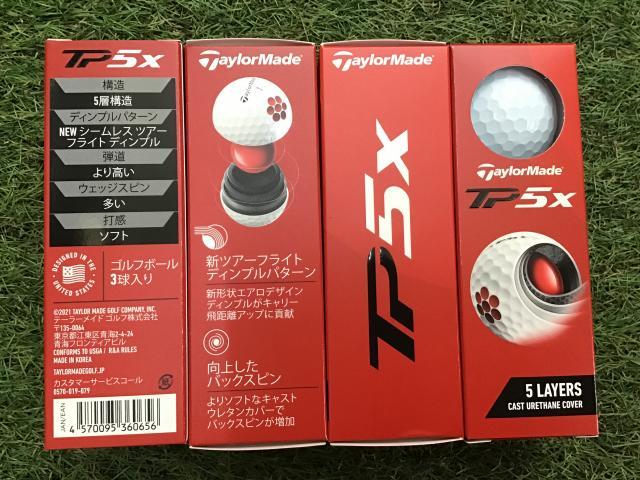 TP5x
構造
5層構造
ディンプルパターン
NEW シームレス ツアー
フライト ディンプル
弾道
より高い
ウェッジスピン
多い
打感
ソフト
DESIGNED IN THE
UNITED STATES
ゴルフボール
3球入り
©2021 TAYLOR MADE GOLF COMPANY, INC.
テーラーメイド ゴルフ株式会社
〒135-0064
東京都江東区青海2-4-24
青海フロンティアビル
CONFORMS TO USGA / R&A RULES
MADE IN KOREA
TAYLORMADEGOLF.JP
カスタマーサービスコール
0570-019-079
JAN/EAN
4 570095 360656
TaylorMade
TaylorMade
新ツアーフライト
ディンプルパターン
新形状エアロデザイン
ディンプルがキャリー
飛距離アップに貢献
向上した
バックスピン
よりソフトなキャスト
ウレタンカバーで
バックスピンが増加
TaylorMade
TP5x
TaylorMade
TP5x
5 LAYERS
CAST URETHANE COVER